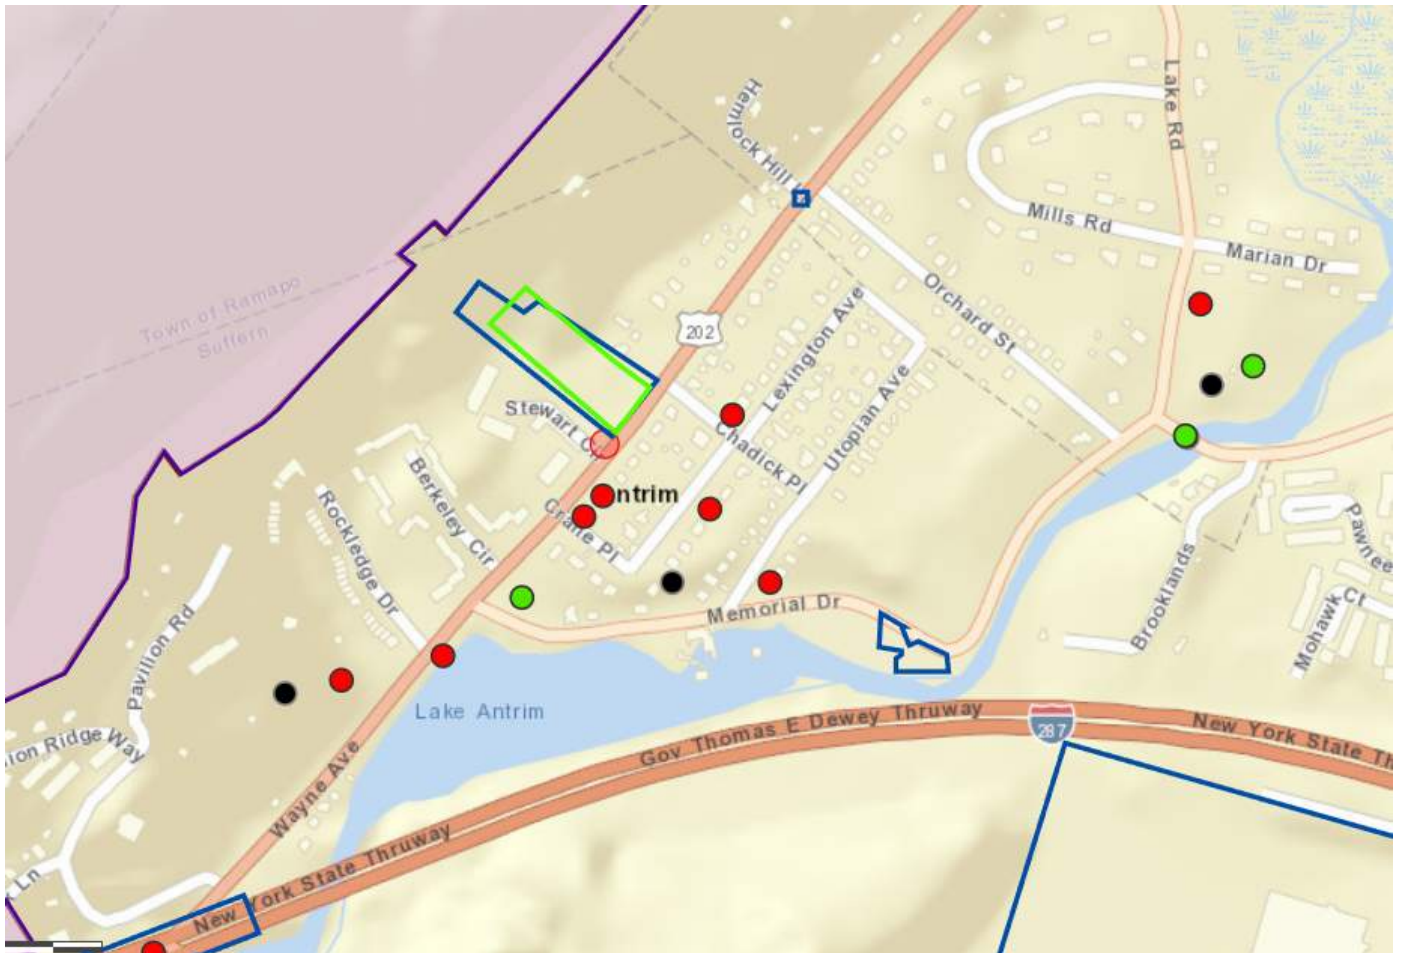 Hemlock Hill
Lake Rd
Mills Rd
Marian Dr
Town of Ramapo
Suffern
Orchard St
202
Lexington Ave
Utopian Ave
Stewart
Chadick Pl
ntrim
Crane Pl
Berkeley Cir
Rockledge Dr
Pavilion Rd
Memorial Dr
Brooklands
Pawnee
Mohawk Ct
Lake Antrim
ion Ridge Way
Gov Thomas E Dewey Thruway
287
New York State Th
Wayne Ave
New York State Thruway
Ln